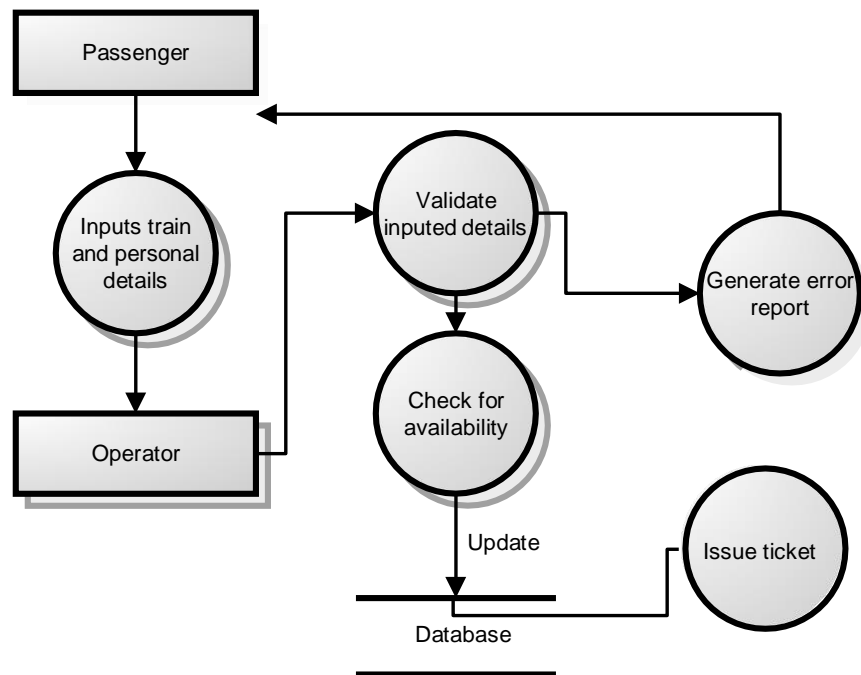 Passenger
Inputs train
and personal
details
Operator
Validate
inputed details
Generate error
report
Check for
availability
Update
Database
Issue ticket